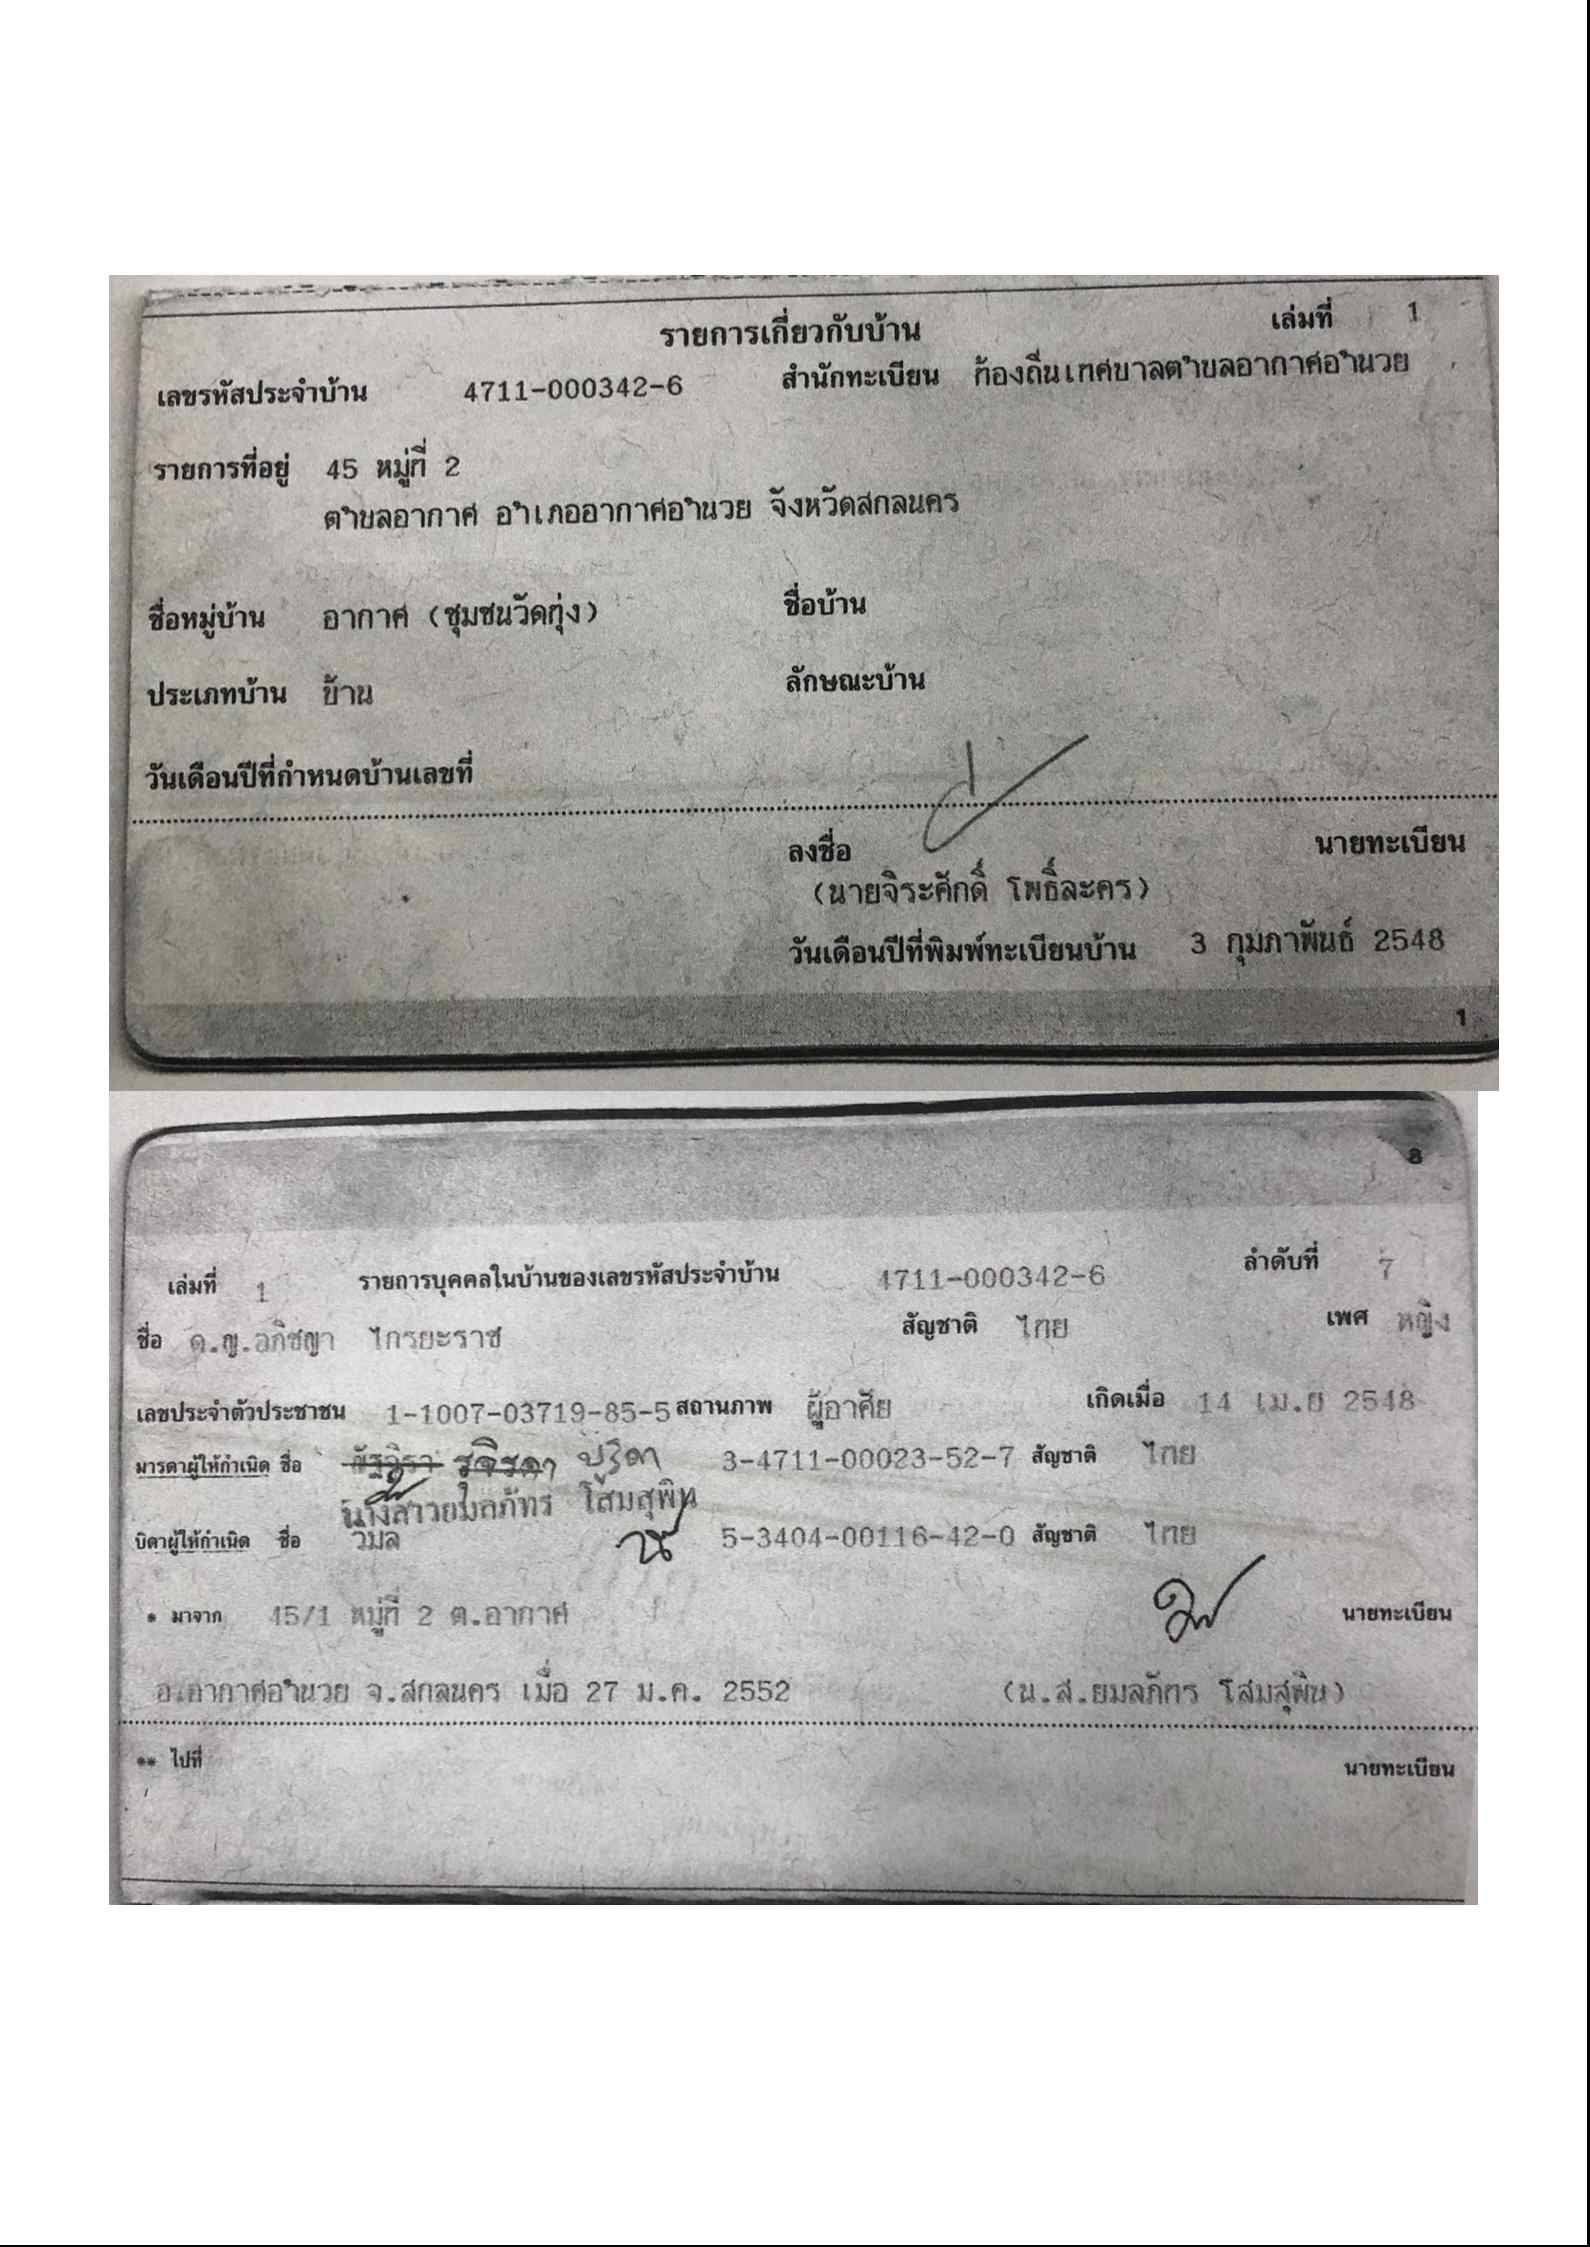 รายการเกี่ยวกับบ้าน เล่มที่ 1
เลขรหัสประจำบ้าน 4711-000342-6 สำนักทะเบียน ท้องถิ่นเทศบาลตำบลอากาศอำนวย
รายการที่อยู่ 45 หมู่ที่ 2
ตำบลอากาศ อำเภออากาศอำนวย จังหวัดสกลนคร
ชื่อหมู่บ้าน อากาศ (ชุมชนวัดทุ่ง) ชื่อบ้าน
ประเภทบ้าน บ้าน ลักษณะบ้าน
วันเดือนปีที่กำหนดบ้านเลขที่
ลงชื่อ นายทะเบียน
(นายจิระศักดิ์ โพธิ์ละคร)
วันเดือนปีที่พิมพ์ทะเบียนบ้าน 3 กุมภาพันธ์ 2548
1
8
เล่มที่ 1 รายการบุคคลในบ้านของเลขรหัสประจำบ้าน 4711-000342-6 ลำดับที่ 7
ชื่อ ด.ญ.อภิชญา ไกรยะราช สัญชาติ ไทย เพศ หญิง
เลขประจำตัวประชาชน 1-1007-03719-85-5 สถานภาพ ผู้อาศัย เกิดเมื่อ 14 เม.ย 2548
มารดาผู้ให้กำเนิด ชื่อ รุจิรดา ปริดา 3-4711-00023-52-7 สัญชาติ ไทย
นางสาวยมลภัทร โสมสุพิน
บิดาผู้ให้กำเนิด ชื่อ วิมล 5-3404-00116-42-0 สัญชาติ ไทย
* มาจาก 45/1 หมู่ที่ 2 ต.อากาศ นายทะเบียน
อ.อากาศอำนวย จ.สกลนคร เมื่อ 27 ม.ค. 2552 (น.ส.ยมลภัทร โสมสุพิน)
** ไปที่ นายทะเบียน